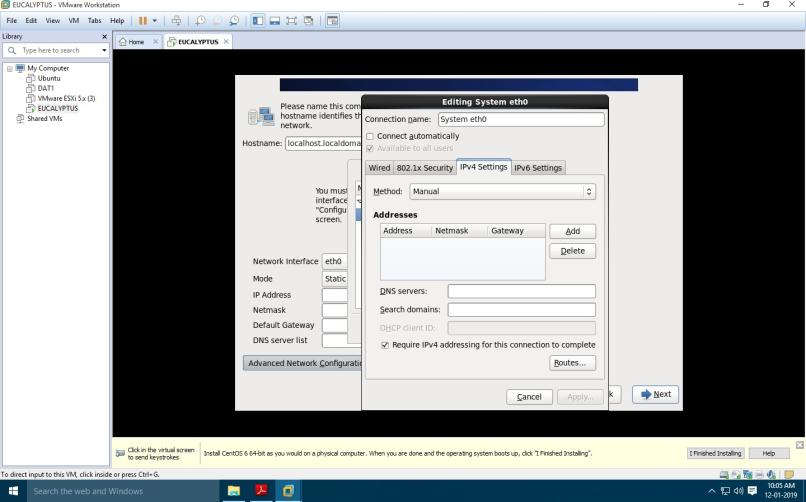 EUCALYPTUS - VMware Workstation
File Edit View VM Tabs Help
Library
Home
EUCALYPTUS
Type here to search
My Computer
Ubuntu
DAT1
VMware ESXi 5.x (3)
EUCALYPTUS
Shared VMs
Please name this com
hostname identifies th
network.
Hostname: localhost.localdoma
You must
interface
"Configu
screen.
Network Interface eth0
Mode Static
IP Address
Netmask
Default Gateway
DNS server list
Advanced Network Configuratio
Editing System eth0
Connection name: System eth0
Connect automatically
Available to all users
Wired 802.1x Security IPv4 Settings IPv6 Settings
Method: Manual
Addresses
Address Netmask Gateway
Add
Delete
DNS servers:
Search domains:
DHCP client ID:
Require IPv4 addressing for this connection to complete
Routes...
Cancel Apply...
k Next
Click in the virtual screen
to send keystrokes
Install CentOS 6 64-bit as you would on a physical computer. When you are done and the operating system boots up, click "I Finished Installing".
I Finished Installing Help
To direct input to this VM, click inside or press Ctrl+G.
Search the web and Windows
10:05 AM
12-01-2019